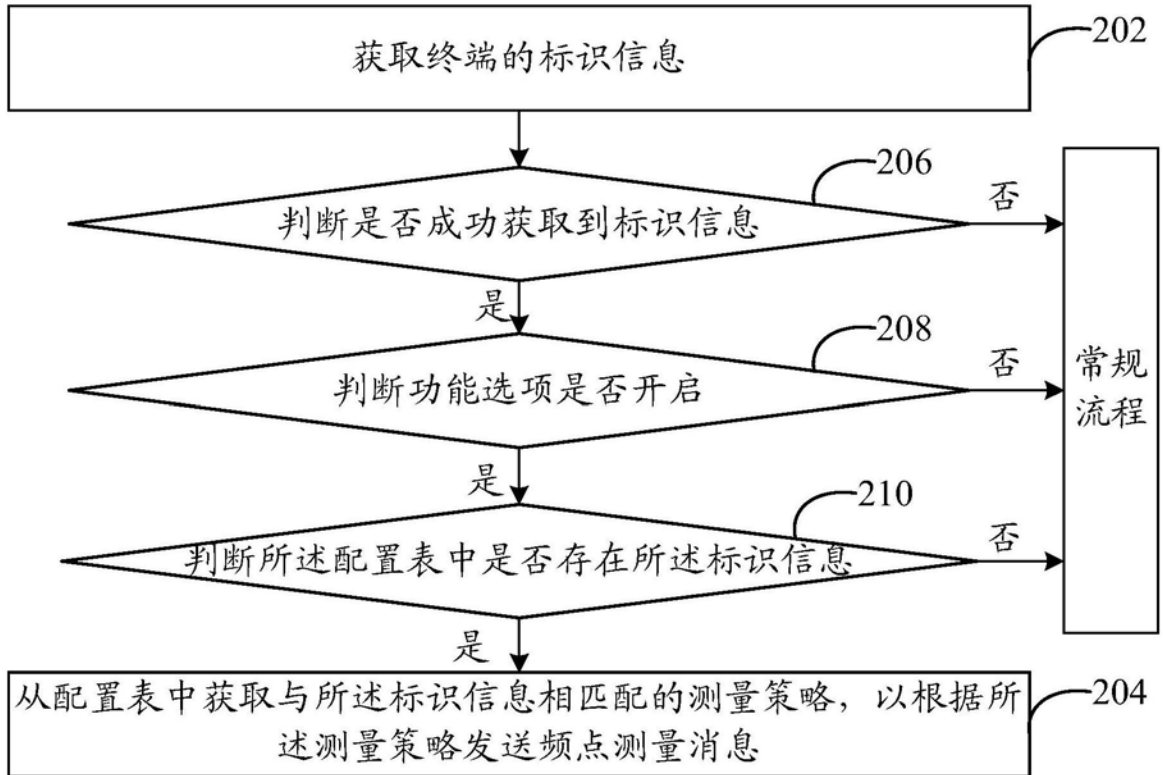 获取终端的标识信息
202
206
否
判断是否成功获取到标识信息
是
208
否
判断功能选项是否开启
常规
流程
是
210
否
判断所述配置表中是否存在所述标识信息
是
从配置表中获取与所述标识信息相匹配的测量策略，以根据所
述测量策略发送频点测量消息
204